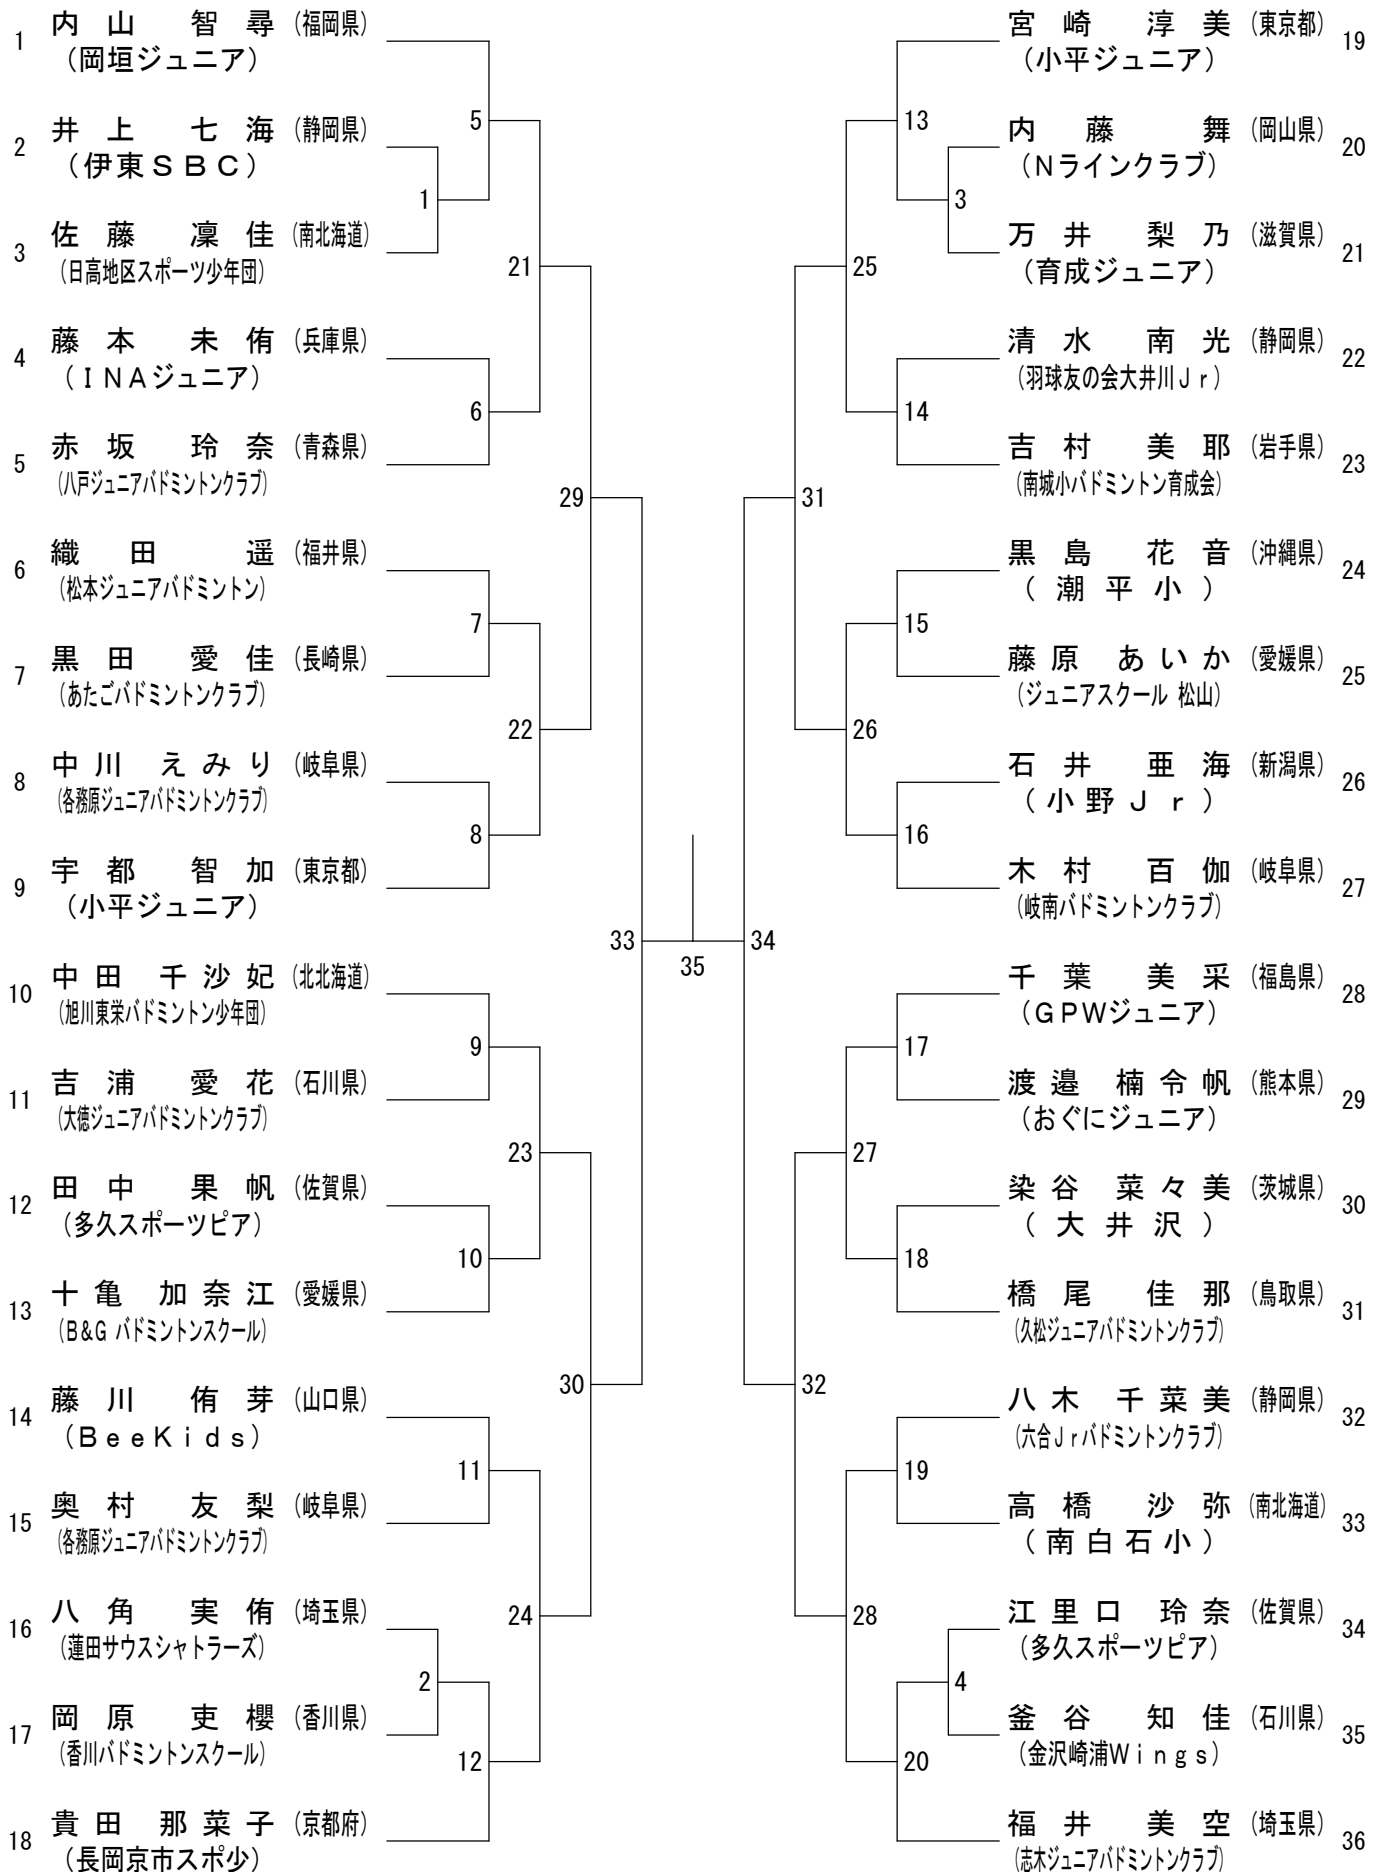 1 内山 智尋 (福岡県)
(岡垣ジュニア)
2 井上 七海 (静岡県)
(伊東SBC)
3 佐藤 凜佳 (南北海道)
(日高地区スポーツ少年団)
4 藤本 未侑 (兵庫県)
(INAジュニア)
5 赤坂 玲奈 (青森県)
(八戸ジュニアバドミントンクラブ)
6 織田 遥 (福井県)
(松本ジュニアバドミントン)
7 黒田 愛佳 (長崎県)
(あたごバドミントンクラブ)
8 中川 えみり (岐阜県)
(各務原ジュニアバドミントンクラブ)
9 宇都 智加 (東京都)
(小平ジュニア)
10 中田 千沙妃 (北北海道)
(旭川東栄バドミントン少年団)
11 吉浦 愛花 (石川県)
(大徳ジュニアバドミントンクラブ)
12 田中 果帆 (佐賀県)
(多久スポーツピア)
13 十亀 加奈江 (愛媛県)
(B&G バドミントンスクール)
14 藤川 侑芽 (山口県)
(BeeKids)
15 奥村 友梨 (岐阜県)
(各務原ジュニアバドミントンクラブ)
16 八角 実侑 (埼玉県)
(蓮田サウスシャトラーズ)
17 岡原 吏櫻 (香川県)
(香川バドミントンスクール)
18 貴田 那菜子 (京都府)
(長岡京市スポ少)
5
1
21
6
29
7
22
8
33
9
23
10
30
11
24
2
12
35
34
13
3
25
14
31
15
26
16
17
27
18
32
19
28
4
20
宮崎 淳美 (東京都) 19
(小平ジュニア)
内藤 舞 (岡山県) 20
(Nラインクラブ)
万井 梨乃 (滋賀県) 21
(育成ジュニア)
清水 南光 (静岡県) 22
(羽球友の会大井川Jr)
吉村 美耶 (岩手県) 23
(南城小バドミントン育成会)
黒島 花音 (沖縄県) 24
(潮平小)
藤原 あいか (愛媛県) 25
(ジュニアスクール 松山)
石井 亜海 (新潟県) 26
(小野Jr)
木村 百伽 (岐阜県) 27
(岐南バドミントンクラブ)
千葉 美采 (福島県) 28
(GPWジュニア)
渡邉 楠令帆 (熊本県) 29
(おぐにジュニア)
染谷 菜々美 (茨城県) 30
(大井沢)
橋尾 佳那 (鳥取県) 31
(久松ジュニアバドミントンクラブ)
八木 千菜美 (静岡県) 32
(六合Jrバドミントンクラブ)
高橋 沙弥 (南北海道) 33
(南白石小)
江里口 玲奈 (佐賀県) 34
(多久スポーツピア)
釜谷 知佳 (石川県) 35
(金沢崎浦Wings)
福井 美空 (埼玉県) 36
(志木ジュニアバドミントンクラブ)